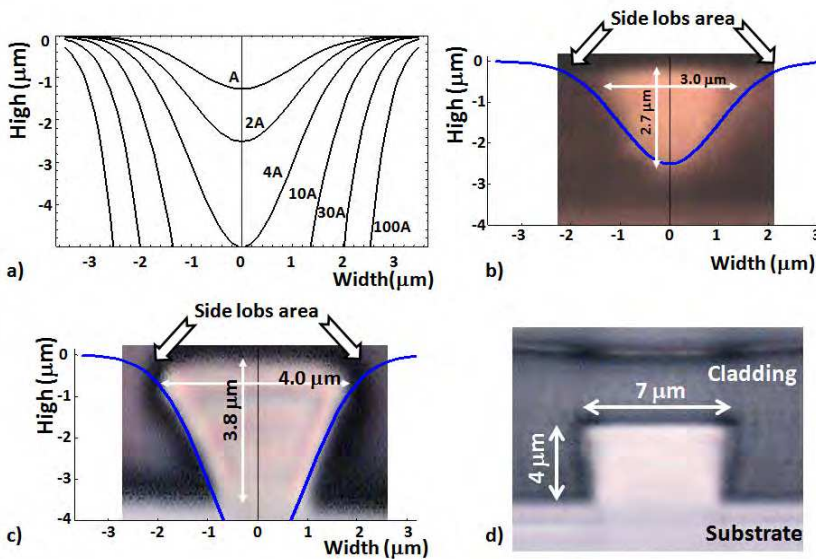 0
-1
-2
-3
-4
High (μm)
A
2A
4A
10A
30A
100A
-3 -2 -1 0 1 2 3
Width(μm)
a)
Side lobs area
0
-1
-2
-3
-4
High (μm)
3.0 μm
2.7 μm
-3 -2 -1 0 1 2 3
Width (μm)
b)
Side lobs area
0
-1
-2
-3
-4
High (μm)
4.0 μm
3.8 μm
-3 -2 -1 0 1 2 3
Width (μm)
c)
Cladding
7 μm
4 μm
Substrate
d)